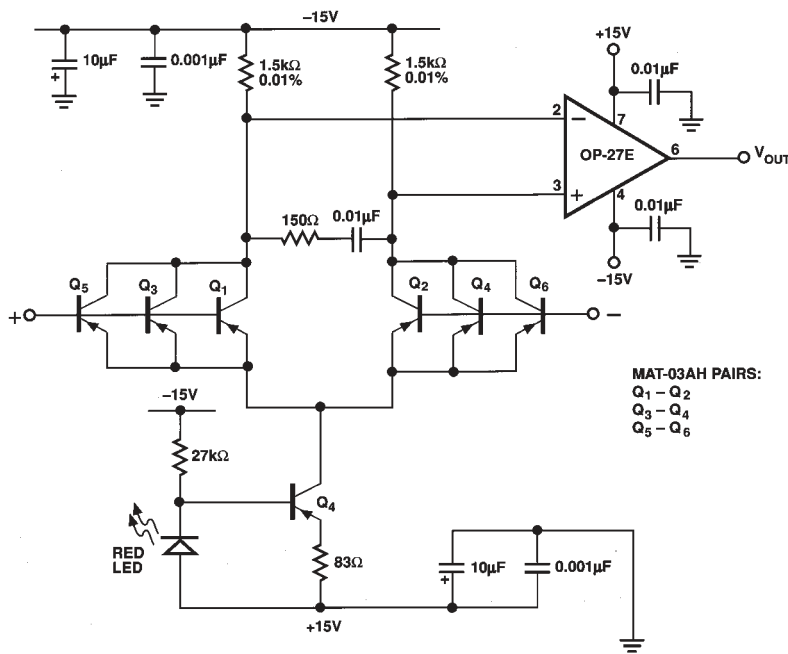 –15V
10µF
+
0.001µF
1.5kΩ
0.01%
1.5kΩ
0.01%
+15V
0.01µF
2
–
7
OP-27E
6
V_OUT
3
+
4
0.01µF
–15V
150Ω
0.01µF
Q5
Q3
Q1
Q2
Q4
Q6
+
–
MAT-03AH PAIRS:
Q1 – Q2
Q3 – Q4
Q5 – Q6
–15V
27kΩ
Q4
RED
LED
83Ω
10µF
+
0.001µF
+15V